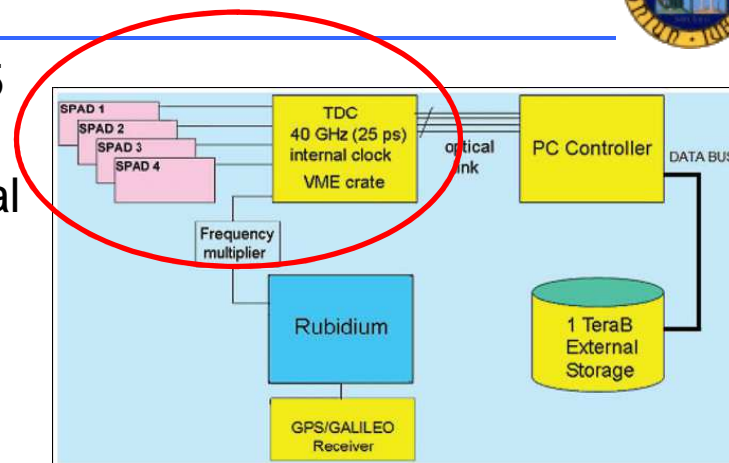 SPAD 1
SPAD 2
SPAD 3
SPAD 4
TDC
40 GHz (25 ps)
internal clock
VME crate
optical
PC Controller
DATA BUS
al
Frequency
multiplier
Rubidium
1 TeraB
External
Storage
GPS/GALILEO
Receiver